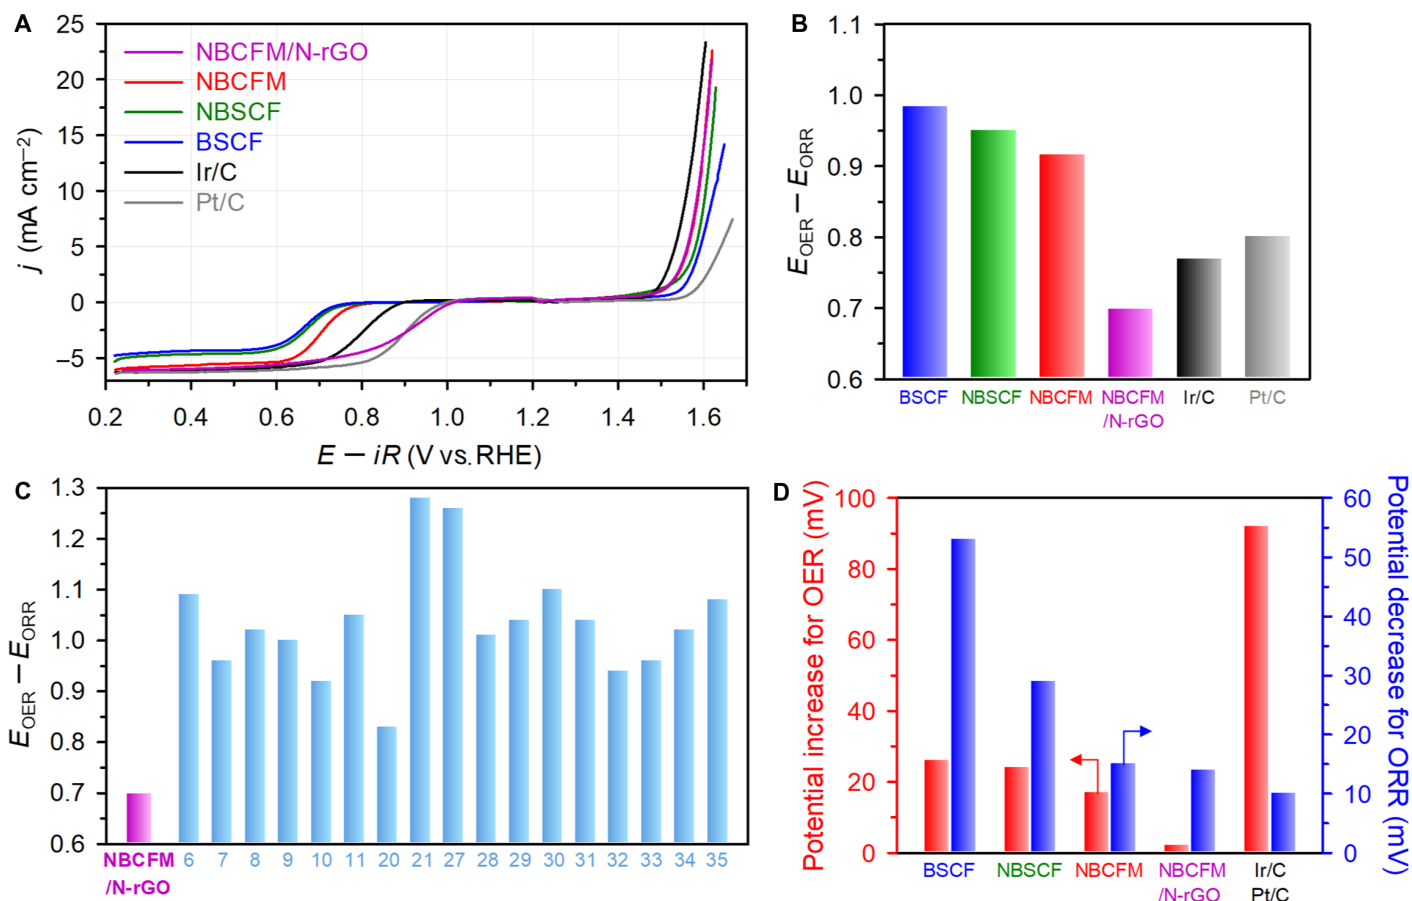 A
25
20
15
10
5
0
−5
j (mA cm−2)
NBCFM/N-rGO
NBCFM
NBSCF
BSCF
Ir/C
Pt/C
0.2 0.4 0.6 0.8 1.0 1.2 1.4 1.6
E − iR (V vs. RHE)
B
1.1
1.0
0.9
0.8
0.7
0.6
EOER − EORR
BSCF NBSCF NBCFM NBCFM Ir/C Pt/C
/N-rGO
C
1.3
1.2
1.1
1.0
0.9
0.8
0.7
0.6
EOER − EORR
NBCFM 6 7 8 9 10 11 20 21 27 28 29 30 31 32 33 34 35
/N-rGO
D
100
80
60
40
20
0
Potential increase for OER (mV)
60
50
40
30
20
10
0
Potential decrease for ORR (mV)
BSCF NBSCF NBCFM NBCFM Ir/C
/N-rGO Pt/C